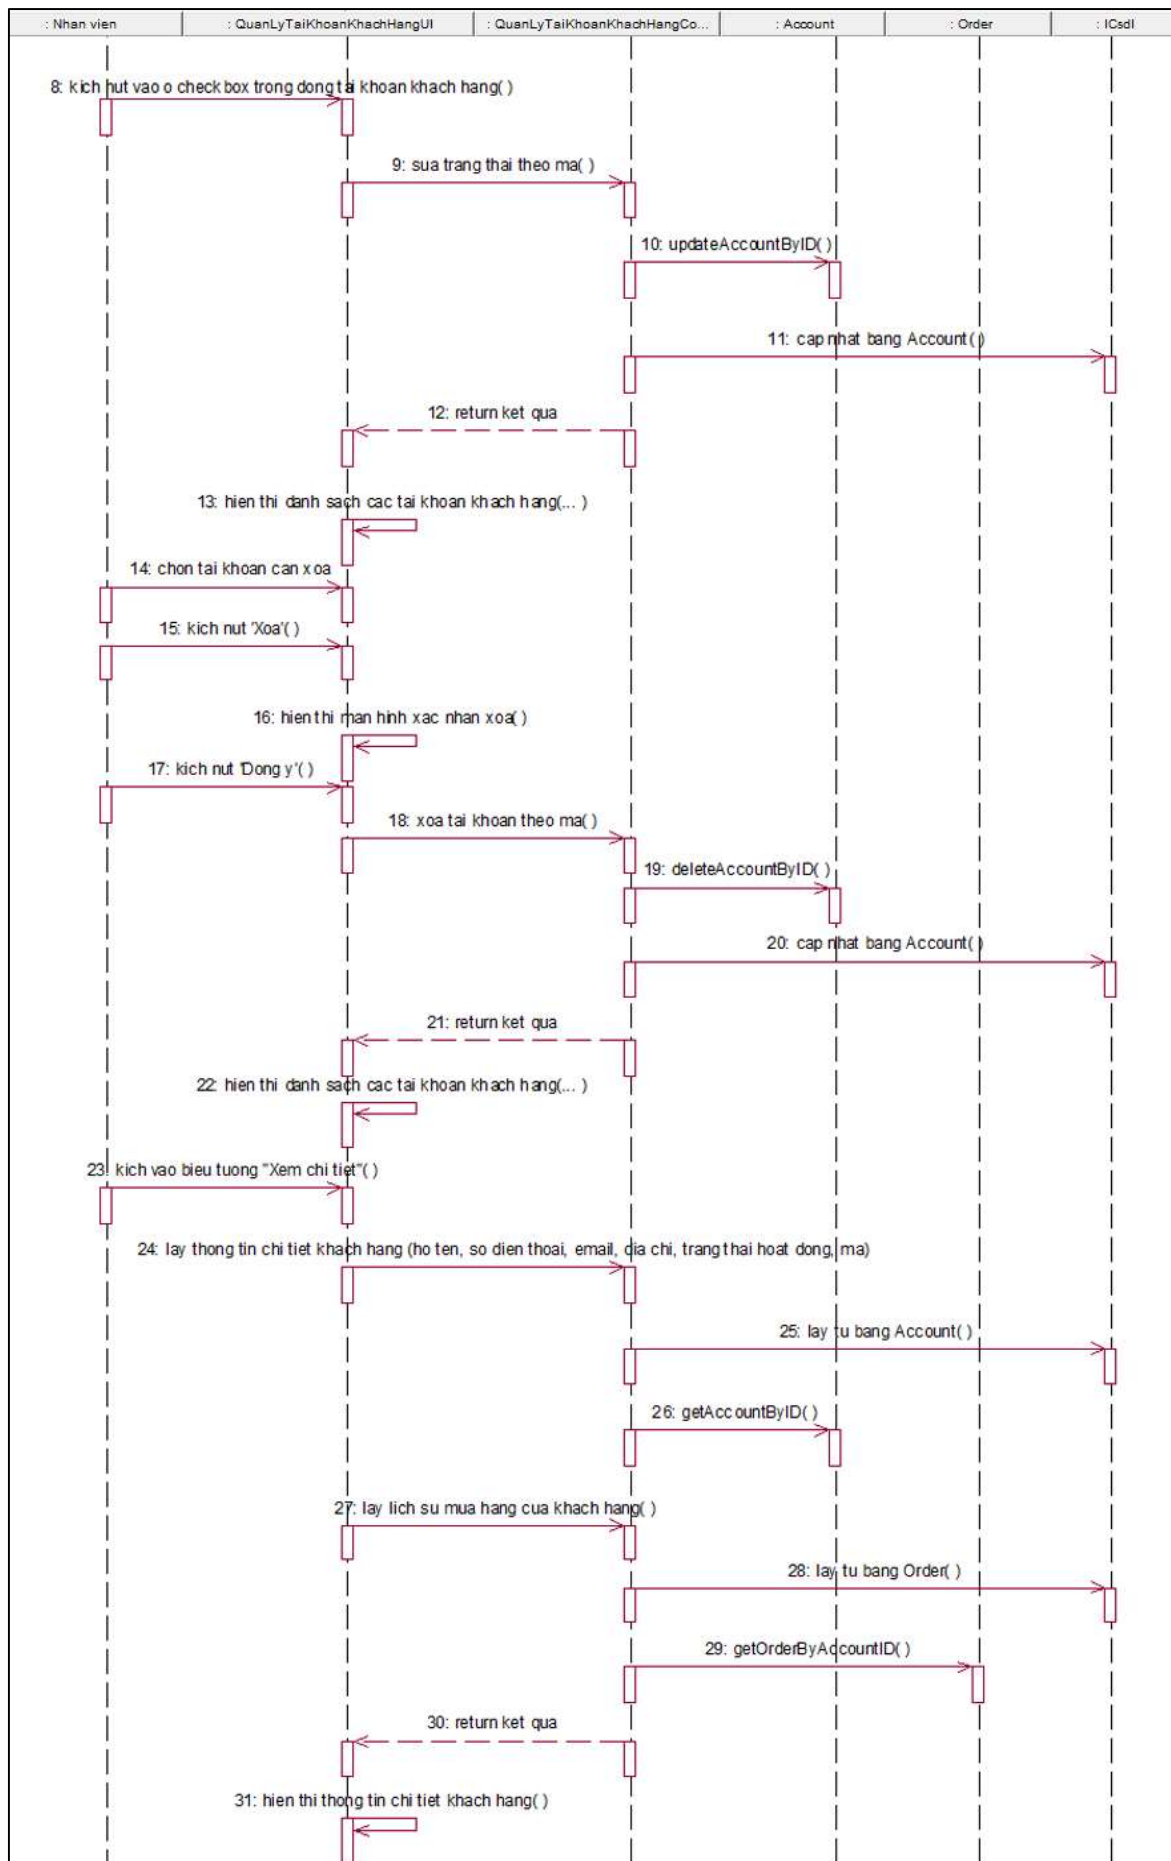 : Nhan vien
: QuanLyTaiKhoanKhachHangUI
: QuanLyTaiKhoanKhachHangCo...
: Account
: Order
: ICsdl
8: kich nut vao o check box trong dong tai khoan khach hang( )
9: sua trang thai theo ma( )
10: updateAccountByID( )
11: cap nhat bang Account( )
12: return ket qua
13: hien thi danh sach cac tai khoan khach hang(... )
14: chon tai khoan can xoa
15: kich nut 'Xoa'( )
16: hien thi man hinh xac nhan xoa( )
17: kich nut 'Dong y'( )
18: xoa tai khoan theo ma( )
19: deleteAccountByID( )
20: cap nhat bang Account( )
21: return ket qua
22: hien thi danh sach cac tai khoan khach hang(... )
23: kich vao bieu tuong "Xem chi tiet"( )
24: lay thong tin chi tiet khach hang (ho ten, so dien thoai, email, dia chi, trang thai hoat dong, ma)
25: lay tu bang Account( )
26: getAccountByID( )
27: lay lich su mua hang cua khach hang( )
28: lay tu bang Order( )
29: getOrderByAccountID( )
30: return ket qua
31: hien thi thong tin chi tiet khach hang( )